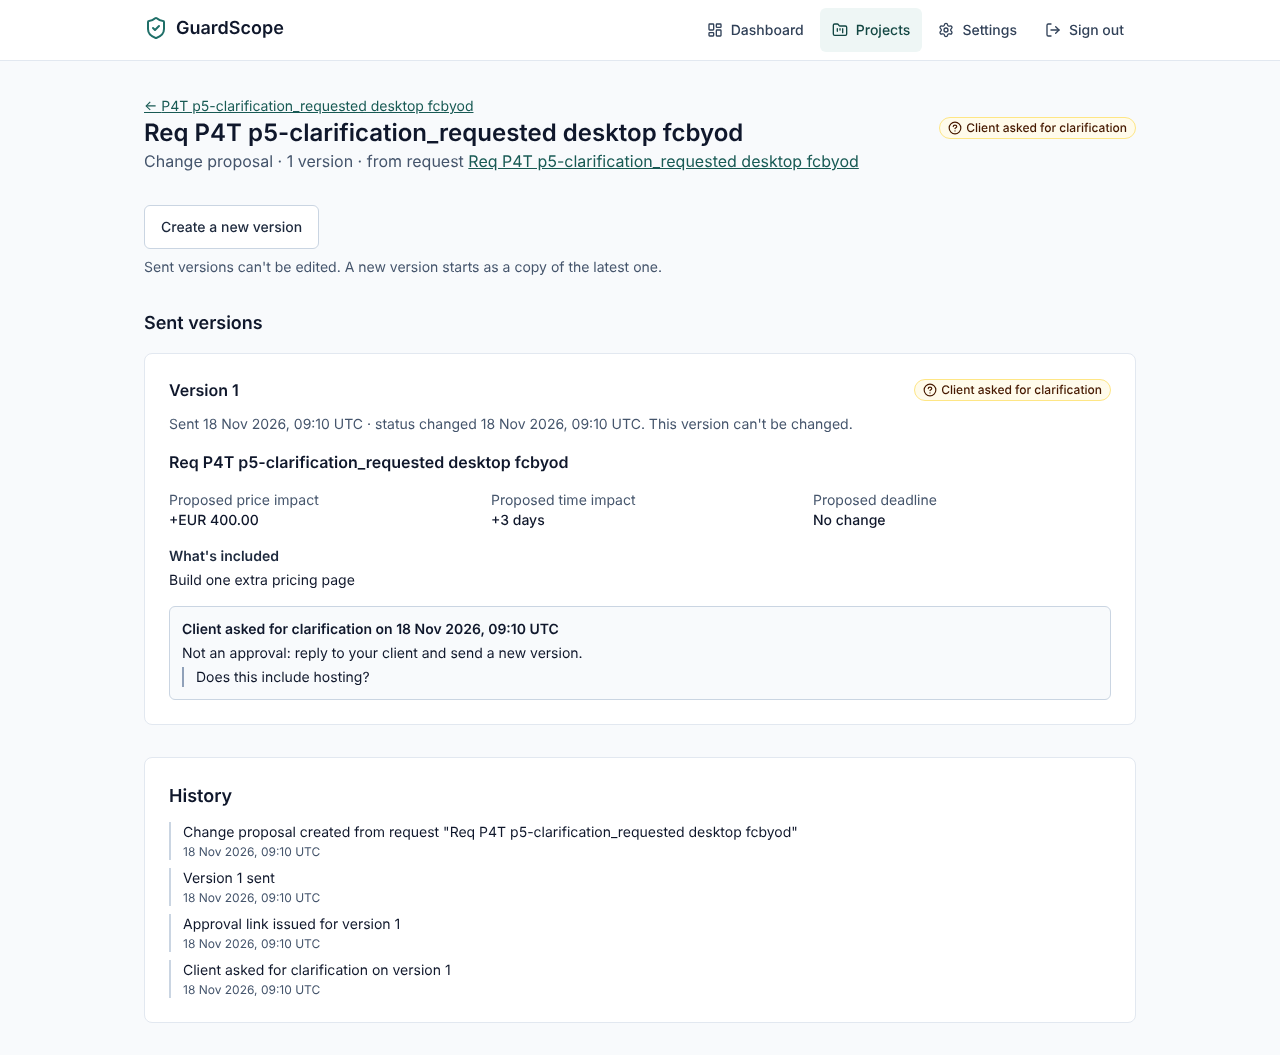 GuardScope
Dashboard
Projects
Settings
Sign out
← P4T p5-clarification_requested desktop fcbyod
Req P4T p5-clarification_requested desktop fcbyod
Client asked for clarification
Change proposal · 1 version · from request Req P4T p5-clarification_requested desktop fcbyod
Create a new version
Sent versions can't be edited. A new version starts as a copy of the latest one.
Sent versions
Version 1
Client asked for clarification
Sent 18 Nov 2026, 09:10 UTC · status changed 18 Nov 2026, 09:10 UTC. This version can't be changed.
Req P4T p5-clarification_requested desktop fcbyod
Proposed price impact
+EUR 400.00
Proposed time impact
+3 days
Proposed deadline
No change
What's included
Build one extra pricing page
Client asked for clarification on 18 Nov 2026, 09:10 UTC
Not an approval: reply to your client and send a new version.
Does this include hosting?
History
Change proposal created from request "Req P4T p5-clarification_requested desktop fcbyod"
18 Nov 2026, 09:10 UTC
Version 1 sent
18 Nov 2026, 09:10 UTC
Approval link issued for version 1
18 Nov 2026, 09:10 UTC
Client asked for clarification on version 1
18 Nov 2026, 09:10 UTC